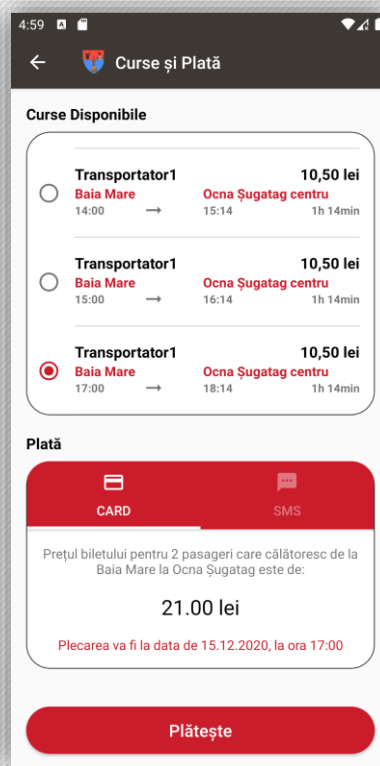 4:59
Curse și Plată
Curse Disponibile
Transportator1 10,50 lei
Baia Mare Ocna Șugatag centru
14:00 → 15:14 1h 14min
Transportator1 10,50 lei
Baia Mare Ocna Șugatag centru
15:00 → 16:14 1h 14min
Transportator1 10,50 lei
Baia Mare Ocna Șugatag centru
17:00 → 18:14 1h 14min
Plată
CARD SMS
Prețul biletului pentru 2 pasageri care călătoresc de la
Baia Mare la Ocna Șugatag este de:
21.00 lei
Plecarea va fi la data de 15.12.2020, la ora 17:00
Plătește